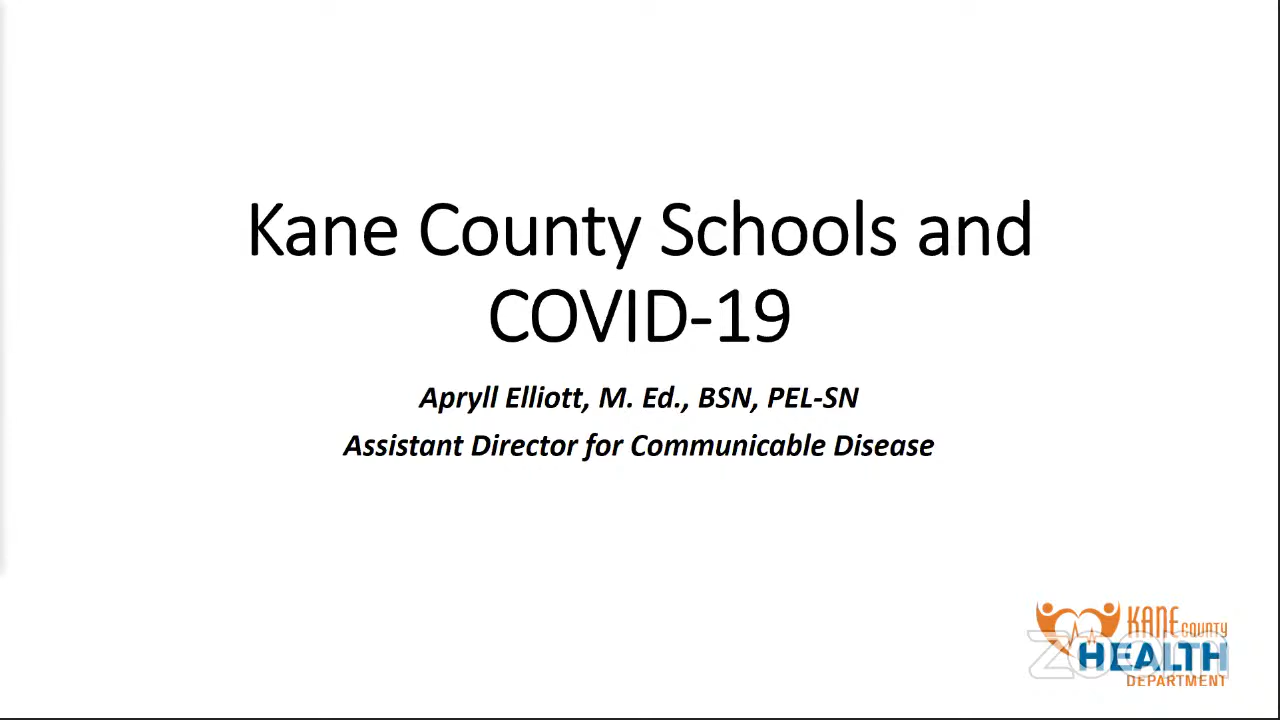 Kane County Schools and
COVID-19
Apryll Elliott, M. Ed., BSN, PEL-SN
Assistant Director for Communicable Disease
KANE COUNTY
zoom
HEALTH
DEPARTMENT